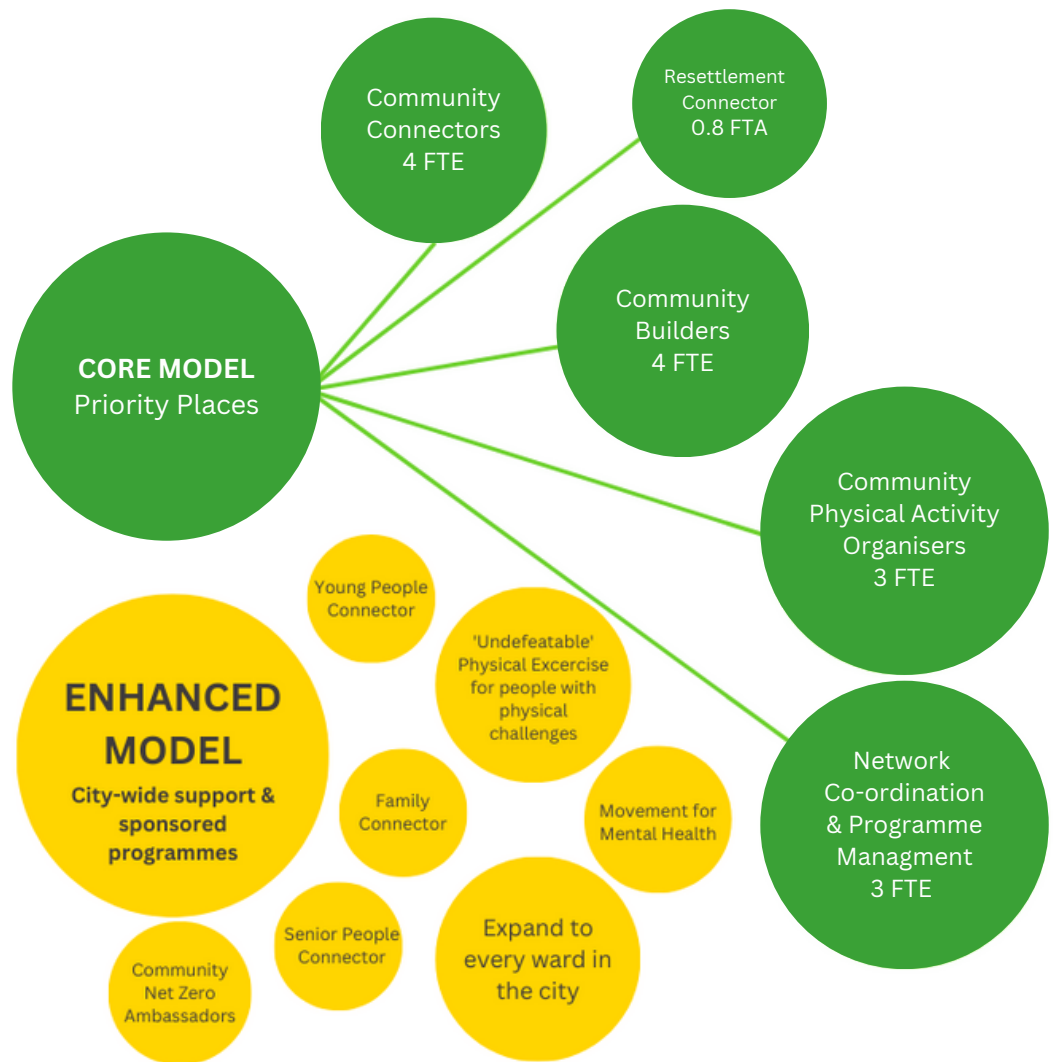 Community
Connectors
4 FTE
Resettlement
Connector
0.8 FTA
Community
Builders
4 FTE
CORE MODEL
Priority Places
Community
Physical Activity
Organisers
3 FTE
Network
Co-ordination
& Programme
Managment
3 FTE
ENHANCED
MODEL
City-wide support &
sponsored
programmes
Young People
Connector
'Undefeatable'
Physical Excercise
for people with
physical
challenges
Family
Connector
Movement for
Mental Health
Senior People
Connector
Expand to
every ward in
the city
Community
Net Zero
Ambassadors